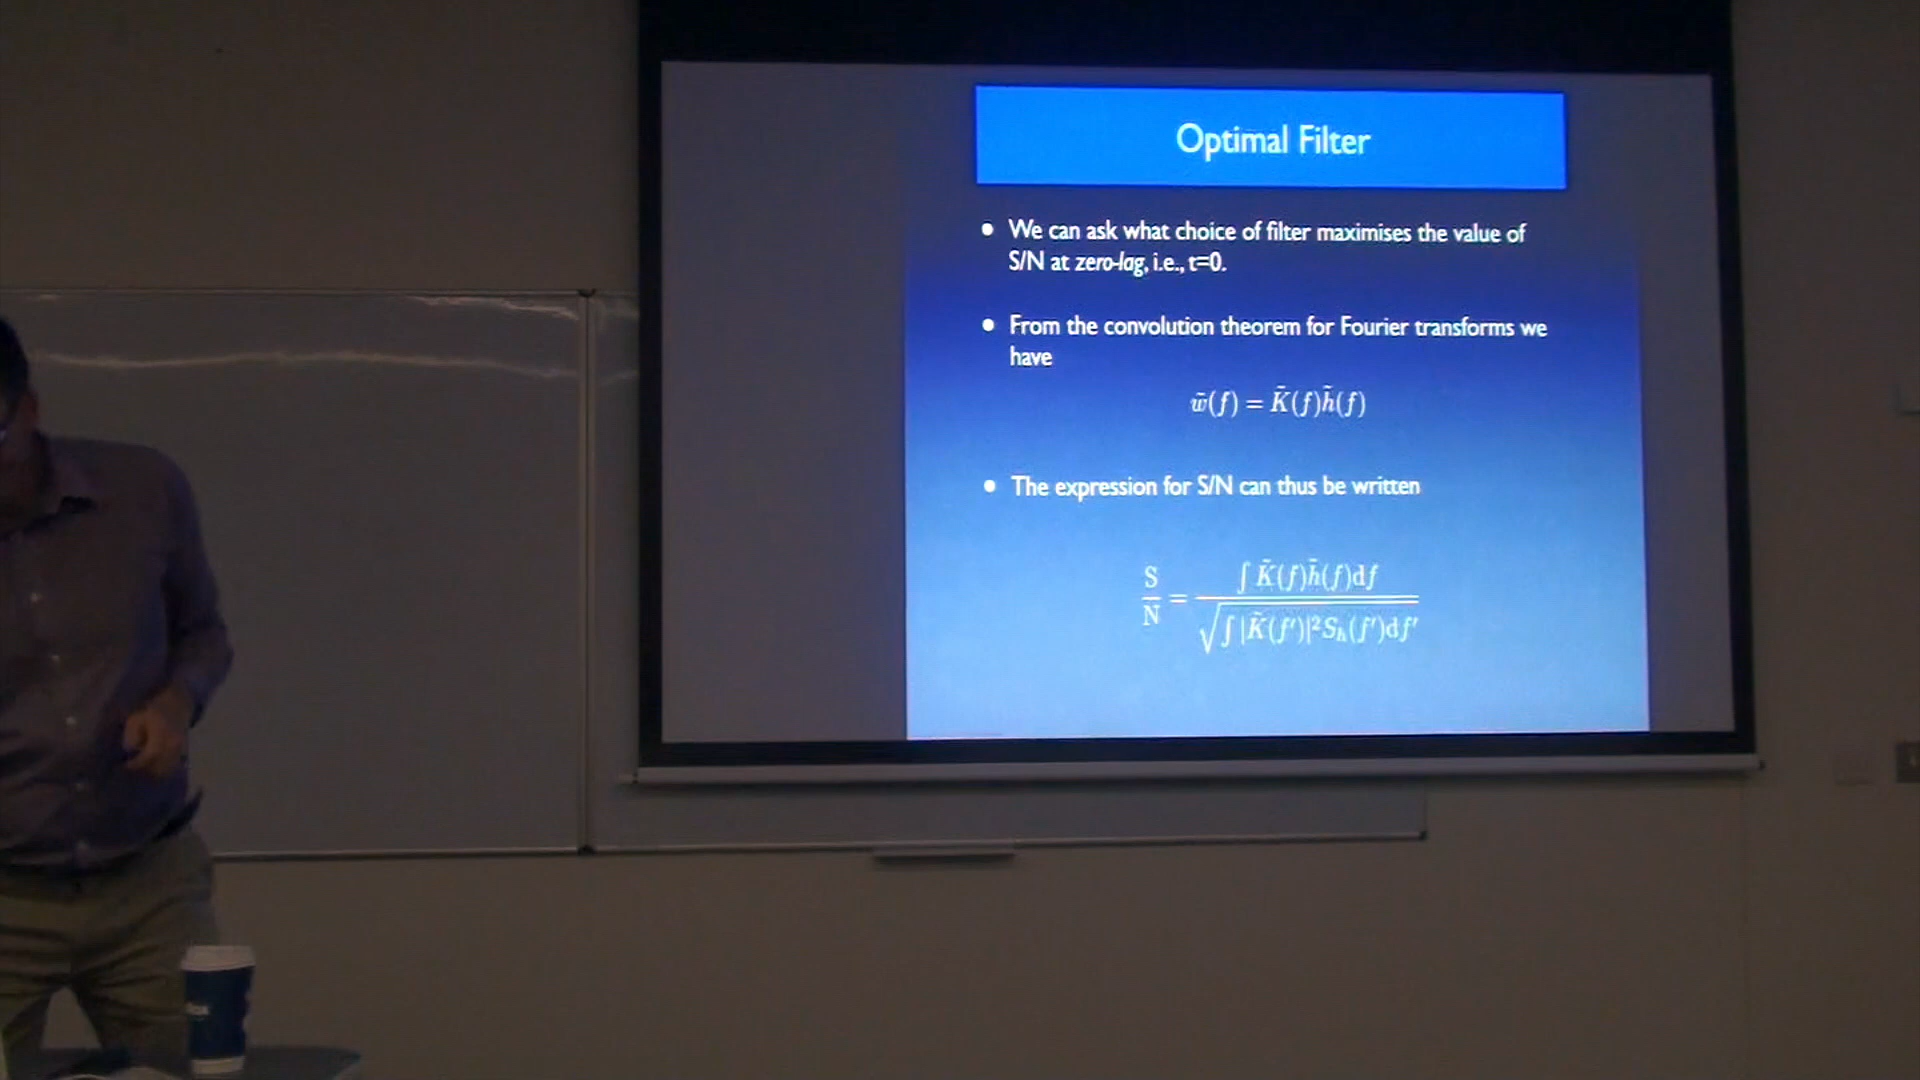 Optimal Filter
• We can ask what choice of filter maximises the value of
S/N at zero-lag, i.e., t=0.
• From the convolution theorem for Fourier transforms we
have
w̃(f) = K̃(f)h̃(f)
• The expression for S/N can thus be written
S/N = ∫ K̃(f)h̃(f)df / √∫ |K̃(f′)|²Sₕ(f′)df′